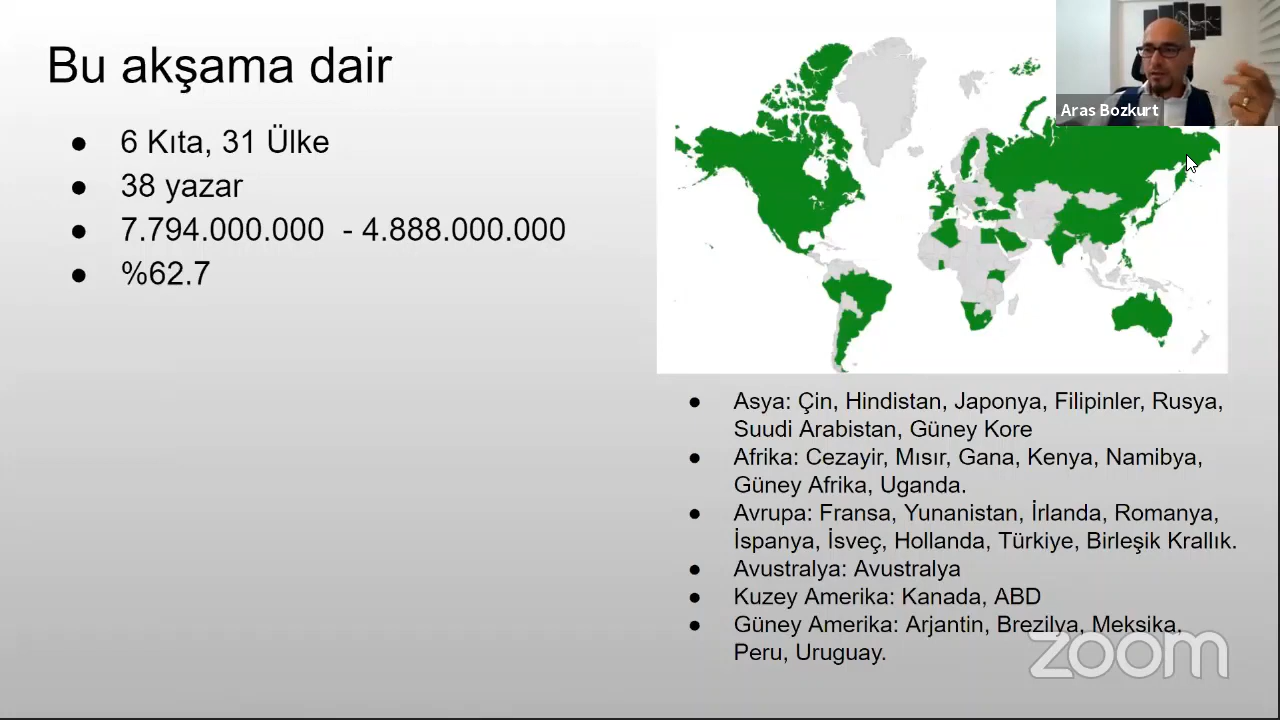 Bu akşama dair
● 6 Kıta, 31 Ülke
● 38 yazar
● 7.794.000.000 - 4.888.000.000
● %62.7
Aras Bozkurt
● Asya: Çin, Hindistan, Japonya, Filipinler, Rusya,
Suudi Arabistan, Güney Kore
● Afrika: Cezayir, Mısır, Gana, Kenya, Namibya,
Güney Afrika, Uganda.
● Avrupa: Fransa, Yunanistan, İrlanda, Romanya,
İspanya, İsveç, Hollanda, Türkiye, Birleşik Krallık.
● Avustralya: Avustralya
● Kuzey Amerika: Kanada, ABD
● Güney Amerika: Arjantin, Brezilya, Meksika,
Peru, Uruguay.
zoom